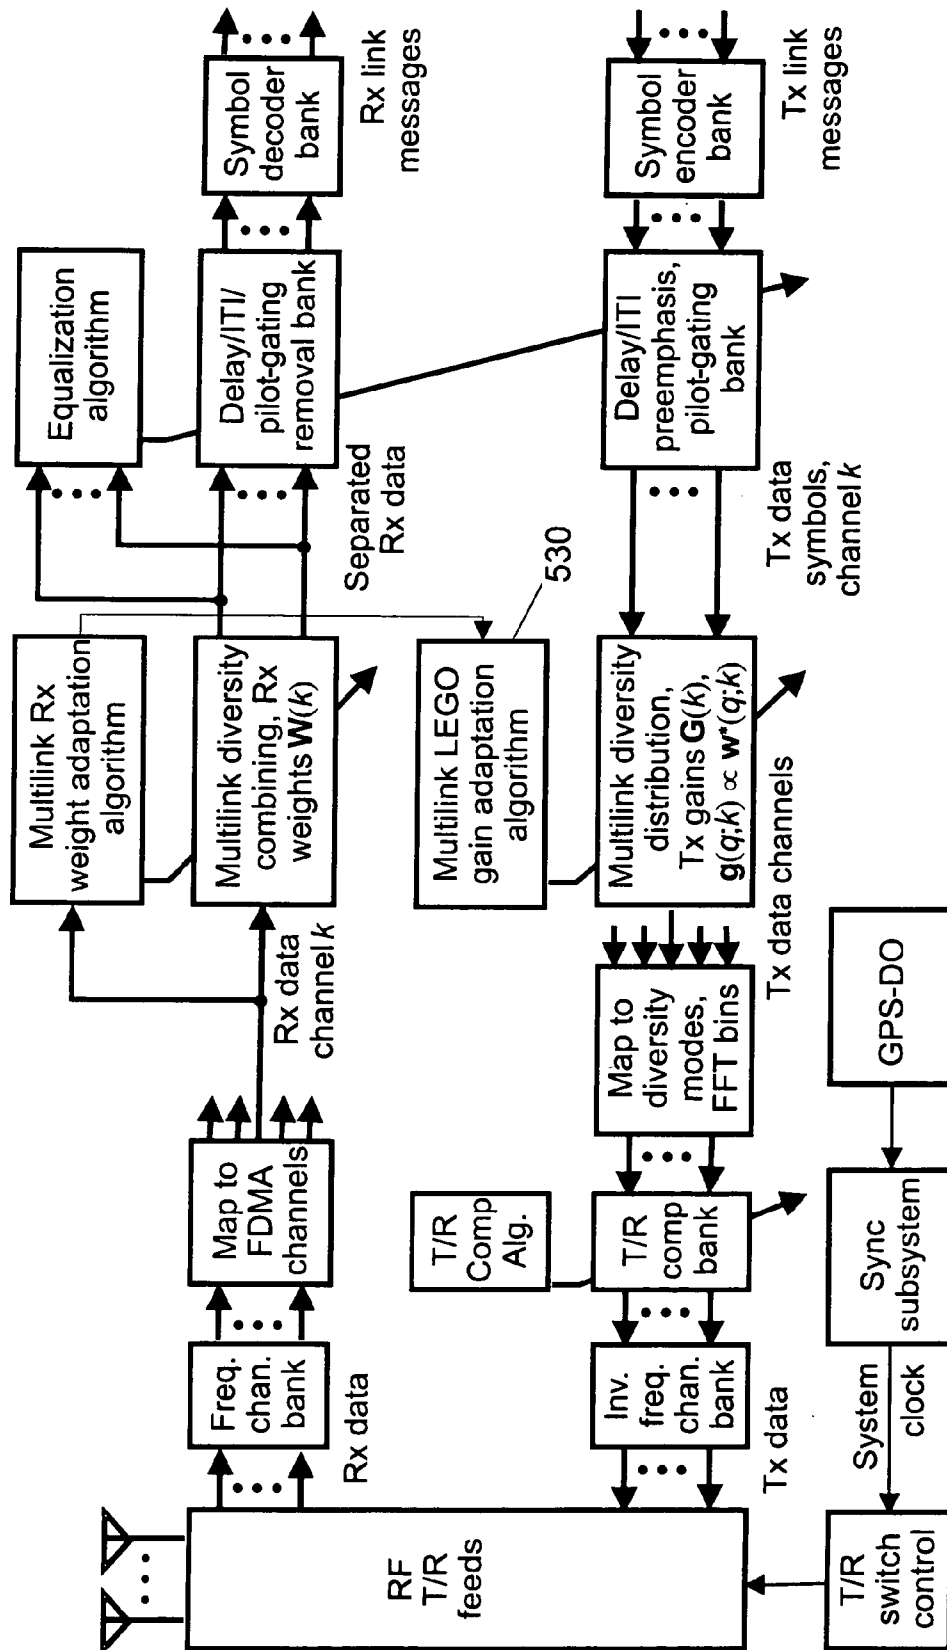 RF
T/R
feeds
Rx data
Freq.
chan.
bank
Map to
FDMA
channels
Rx data
channel k
Multilink Rx
weight adaptation
algorithm
Multilink diversity
combining, Rx
weights W(k)
Separated
Rx data
Equalization
algorithm
Delay/ITI/
pilot-gating
removal bank
Symbol
decoder
bank
Rx link
messages
Tx data
Inv.
freq.
chan.
bank
T/R
Comp
Alg.
T/R
comp
bank
Map to
diversity
modes,
FFT bins
Tx data channels
Multilink LEGO
gain adaptation
algorithm
530
Multilink diversity
distribution,
Tx gains G(k),
g(q;k) ∝ w*(q;k)
Tx data
symbols,
channel k
Delay/ITI
preemphasis,
pilot-gating
bank
Symbol
encoder
bank
Tx link
messages
T/R
switch
control
System
clock
Sync
subsystem
GPS-DO